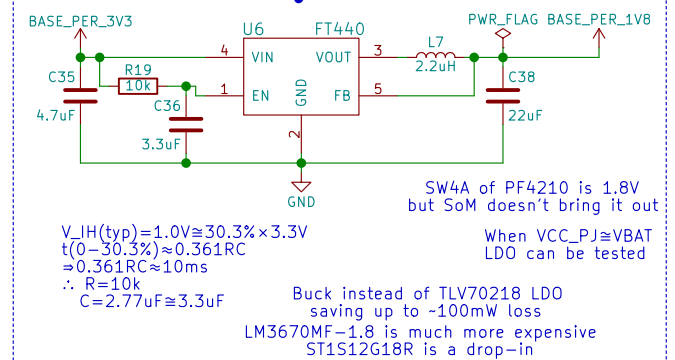 BASE_PER_3V3
U6 FT440
PWR_FLAG BASE_PER_1V8
C35
4.7uF
R19
10k
C36
3.3uF
4 VIN
1 EN
GND
2
VOUT 3
FB 5
L7
2.2uH
C38
22uF
GND
SW4A of PF4210 is 1.8V
but SoM doesn't bring it out
V_IH(typ)=1.0V≅30.3%×3.3V
t(0-30.3%)≈0.361RC
⇒0.361RC≈10ms
∴ R=10k
C=2.77uF≅3.3uF
When VCC_PJ≅VBAT
LDO can be tested
Buck instead of TLV70218 LDO
saving up to ~100mW loss
LM3670MF-1.8 is much more expensive
ST1S12G18R is a drop-in